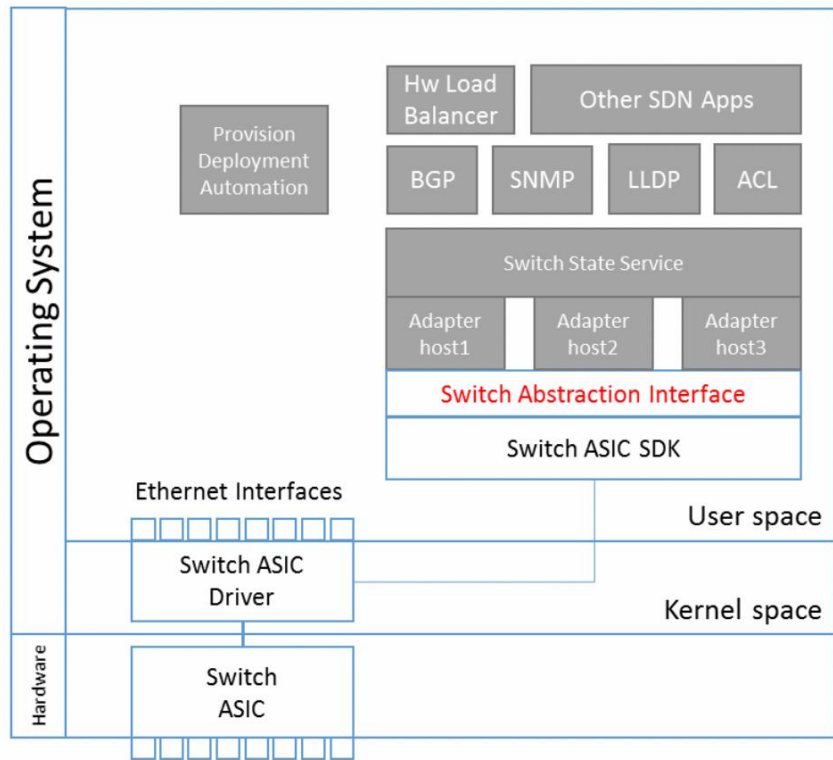 Operating System
Hw Load
Balancer
Other SDN Apps
Provision
Deployment
Automation
BGP
SNMP
LLDP
ACL
Switch State Service
Adapter
host1
Adapter
host2
Adapter
host3
Switch Abstraction Interface
Switch ASIC SDK
Ethernet Interfaces
User space
Switch ASIC
Driver
Kernel space
Hardware
Switch
ASIC